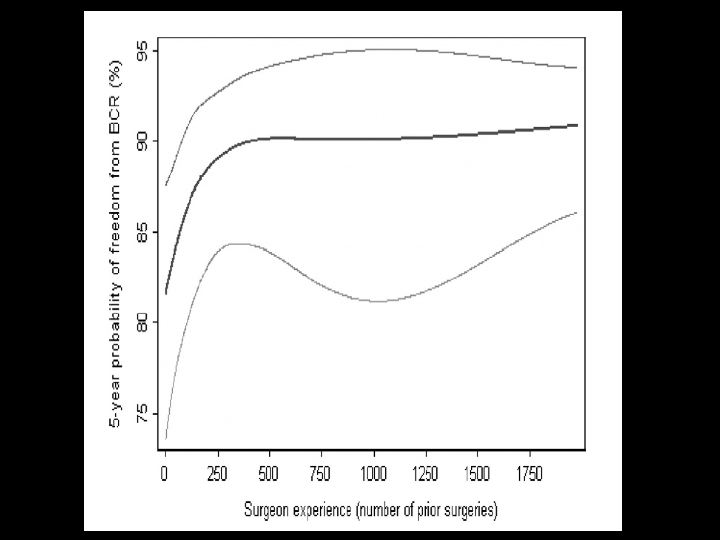 5-year probability of freedom from BCR (%)
95
90
85
80
75
0 250 500 750 1000 1250 1500 1750
Surgeon experience (number of prior surgeries)